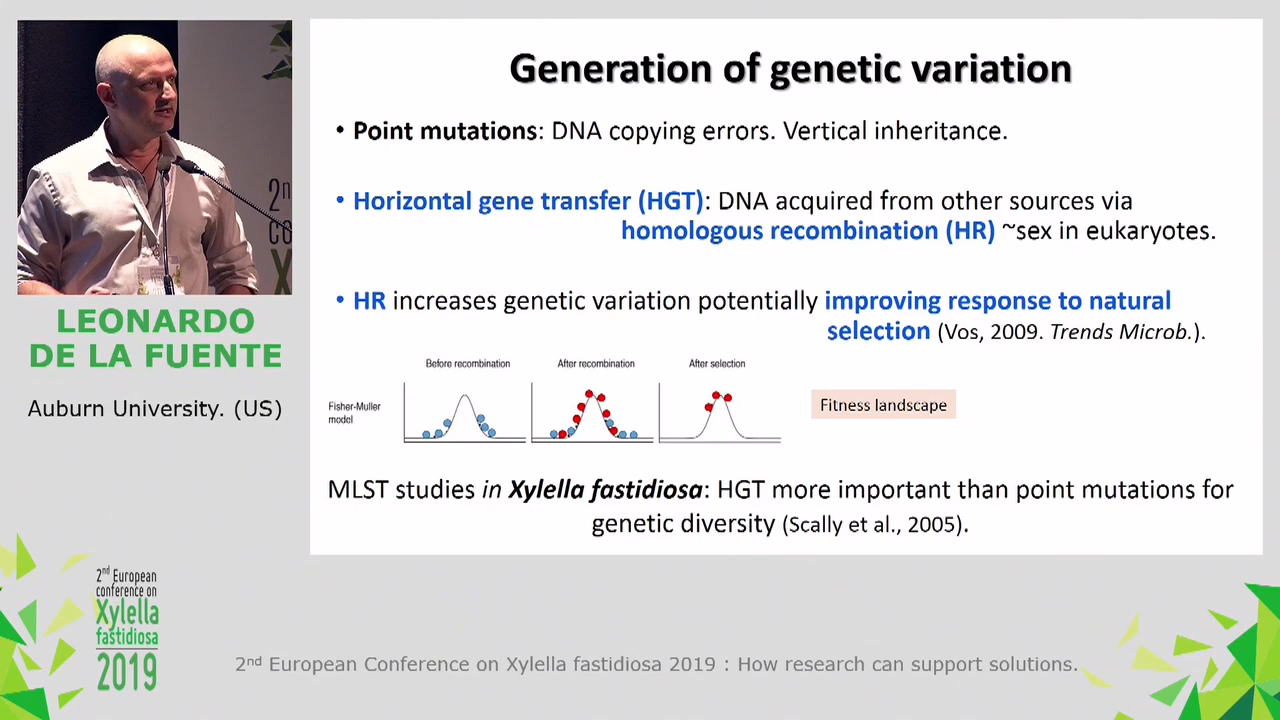 Generation of genetic variation
• Point mutations: DNA copying errors. Vertical inheritance.
• Horizontal gene transfer (HGT): DNA acquired from other sources via
homologous recombination (HR) ~sex in eukaryotes.
• HR increases genetic variation potentially improving response to natural
selection (Vos, 2009. Trends Microb.).
Before recombination
After recombination
After selection
Fisher-Muller
model
Fitness landscape
MLST studies in Xylella fastidiosa: HGT more important than point mutations for
genetic diversity (Scally et al., 2005).
2n
CO
X
LEONARDO
DE LA FUENTE
Auburn University. (US)
2nd European
conference on
Xylella
fastidiosa
2019
2nd European Conference on Xylella fastidiosa 2019 : How research can support solutions.